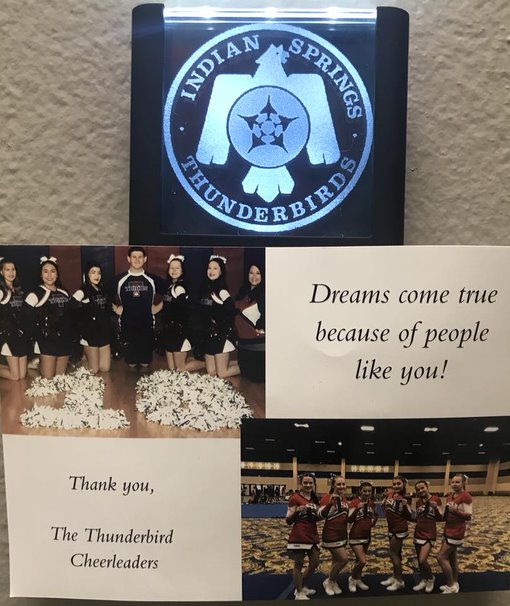 INDIAN SPRINGS
THUNDERBIRDS
Dreams come true
because of people
like you!
Thank you,
The Thunderbird
Cheerleaders